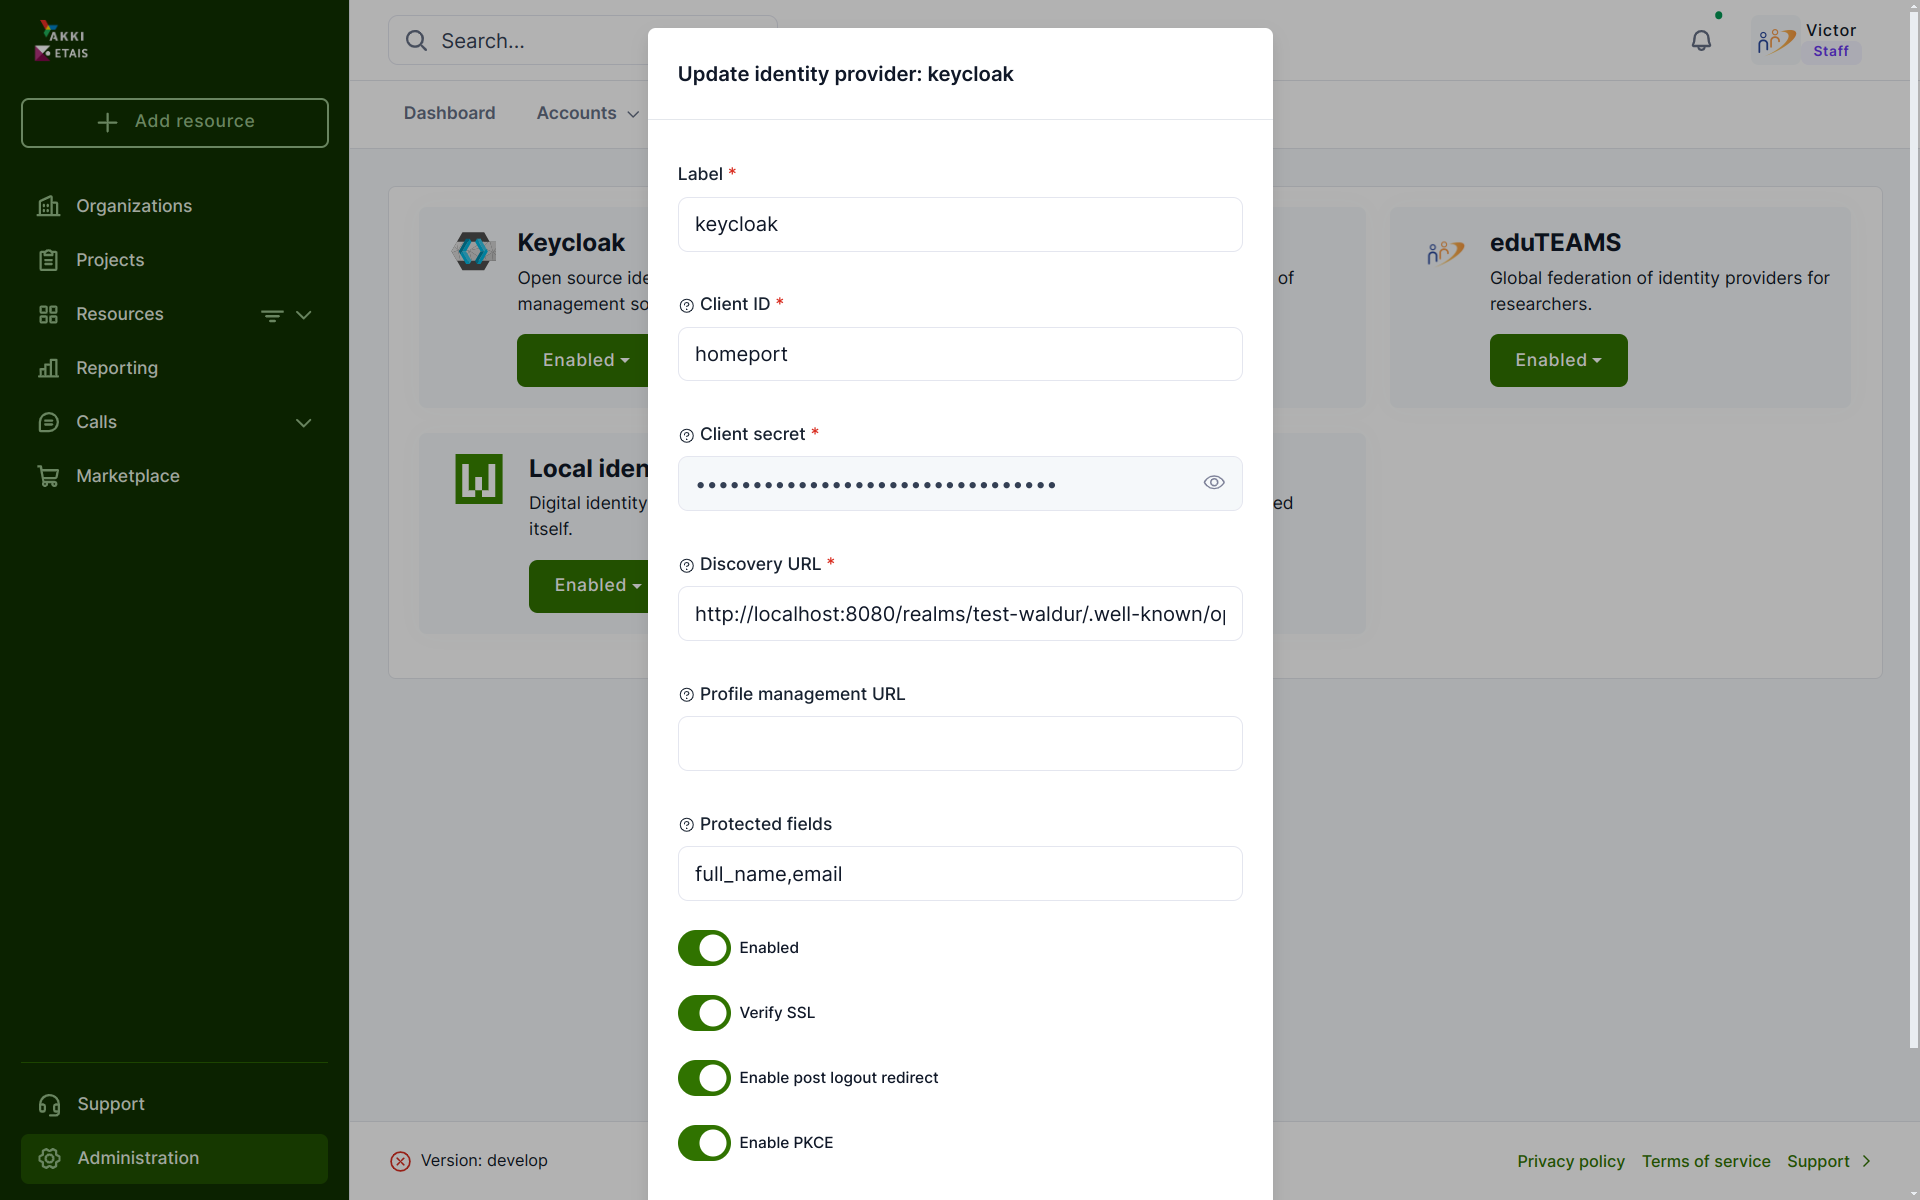 AKKI
ETAIS
Add resource
Organizations
Projects
Resources
Reporting
Calls
Marketplace
Support
Administration
Search...
Victor
Staff
Dashboard
Accounts
Keycloak
Open source ide
management so
Enabled
of
eduTEAMS
Global federation of identity providers for
researchers.
Enabled
Local iden
Digital identity
itself.
Enabled
ed
Update identity provider: keycloak
Label *
keycloak
Client ID *
homeport
Client secret *
••••••••••••••••••••••••••••••••
Discovery URL *
http://localhost:8080/realms/test-waldur/.well-known/op
Profile management URL
Protected fields
full_name,email
Enabled
Verify SSL
Enable post logout redirect
Enable PKCE
Version: develop
Privacy policy
Terms of service
Support